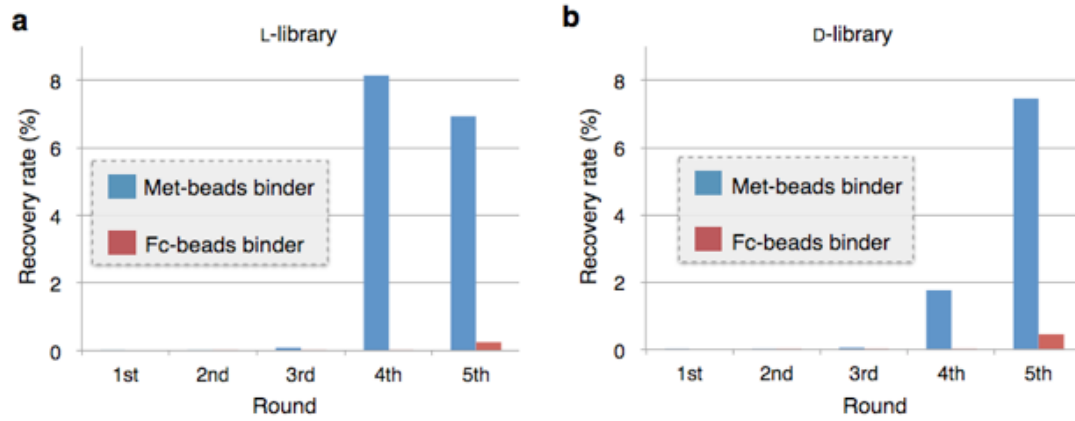 a
L-library
Recovery rate (%)
8
6
4
2
0
Met-beads binder
Fc-beads binder
1st 2nd 3rd 4th 5th
Round
b
D-library
Recovery rate (%)
8
6
4
2
0
Met-beads binder
Fc-beads binder
1st 2nd 3rd 4th 5th
Round